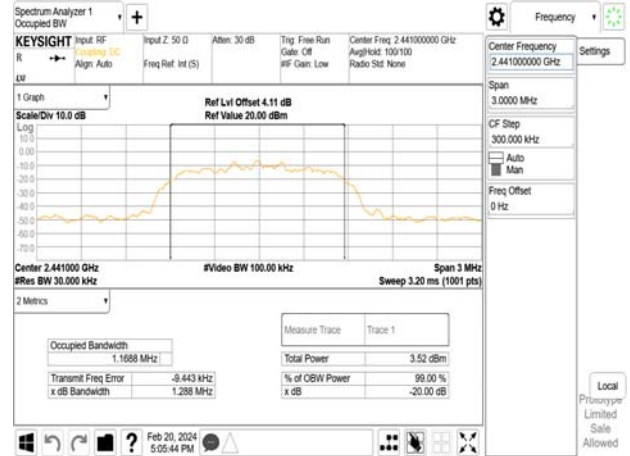 Spectrum Analyzer 1
Occupied BW
+
Frequency
KEYSIGHT
R
LXI
Input: RF
Coupling: DC
Align: Auto
Input Z: 50 Ω
Freq Ref: Int (S)
Atten: 30 dB
Trig: Free Run
Gate: Off
#IF Gain: Low
Center Freq: 2.441000000 GHz
Avg|Hold: 100/100
Radio Std: None
Center Frequency
2.441000000 GHz
Settings
Span
3.0000 MHz
CF Step
300.000 kHz
Auto
Man
Freq Offset
0 Hz
1 Graph
Scale/Div 10.0 dB
Ref Lvl Offset 4.11 dB
Ref Value 20.00 dBm
Log
10.0
0.00
-10.0
-20.0
-30.0
-40.0
-50.0
-60.0
-70.0
Center 2.441000 GHz
#Res BW 30.000 kHz
#Video BW 100.00 kHz
Span 3 MHz
Sweep 3.20 ms (1001 pts)
2 Metrics
Measure Trace Trace 1
Occupied Bandwidth
1.1688 MHz
Total Power 3.52 dBm
Transmit Freq Error -9.443 kHz
% of OBW Power 99.00 %
x dB Bandwidth 1.288 MHz
x dB -20.00 dB
Local
Prototype
Limited
Sale
Allowed
?
Feb 20, 2024
5:05:44 PM